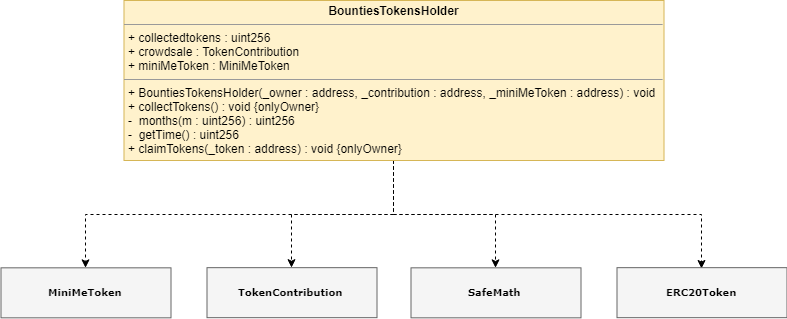 BountiesTokensHolder
+ collectedtokens : uint256
+ crowdsale : TokenContribution
+ miniMeToken : MiniMeToken
+ BountiesTokensHolder(_owner : address, _contribution : address, _miniMeToken : address) : void
+ collectTokens() : void {onlyOwner}
- months(m : uint256) : uint256
- getTime() : uint256
+ claimTokens(_token : address) : void {onlyOwner}
MiniMeToken TokenContribution SafeMath ERC20Token